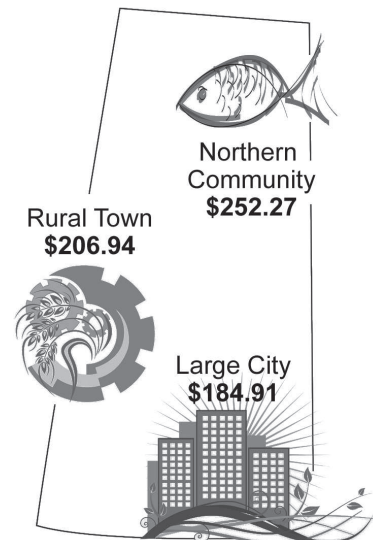 Northern
Community
$252.27
Rural Town
$206.94
Large City
$184.91